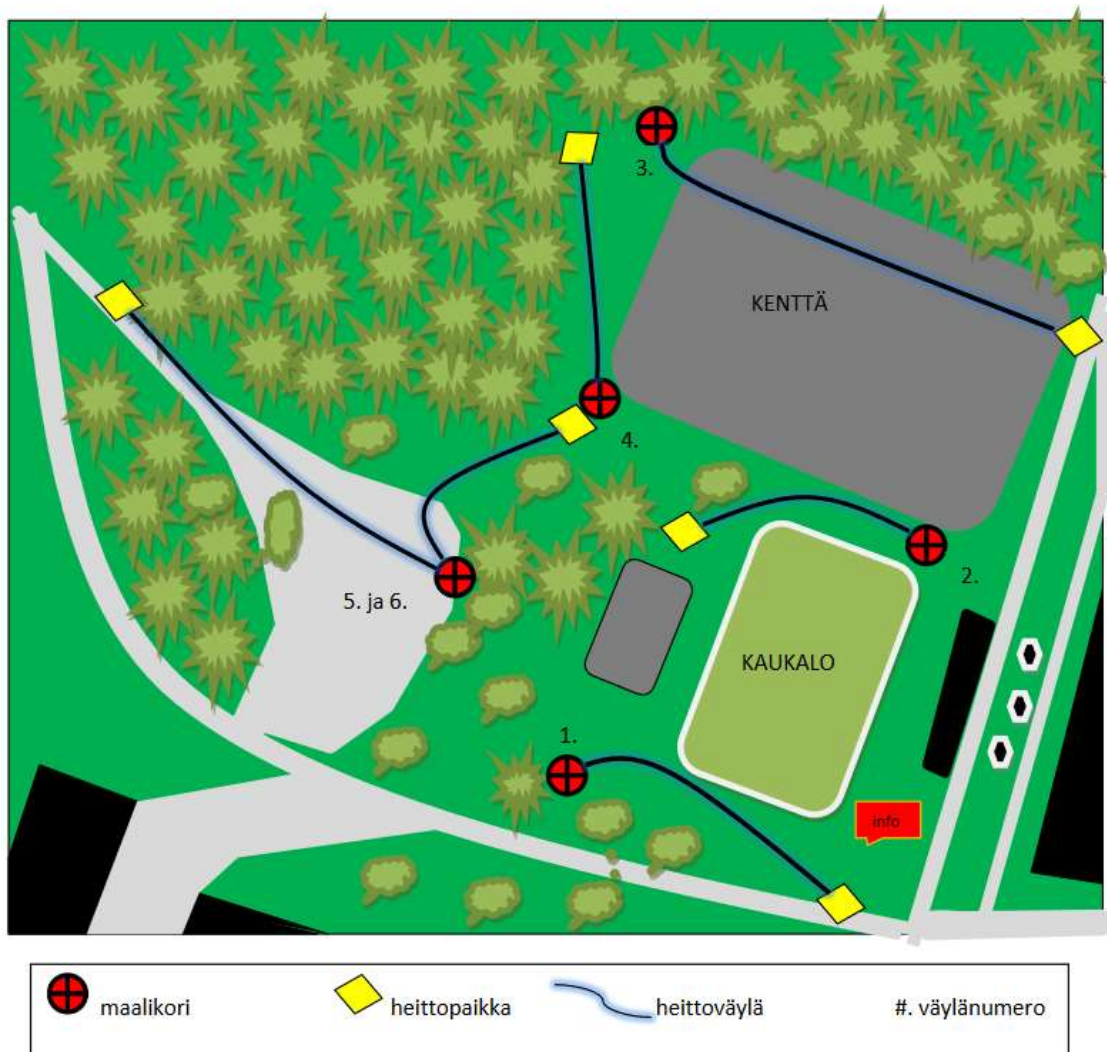 3.
KENTTÄ
4.
2.
5. ja 6.
KAUKALO
1.
info
maalikori
heittopaikka
heittoväylä
#. väylänumero